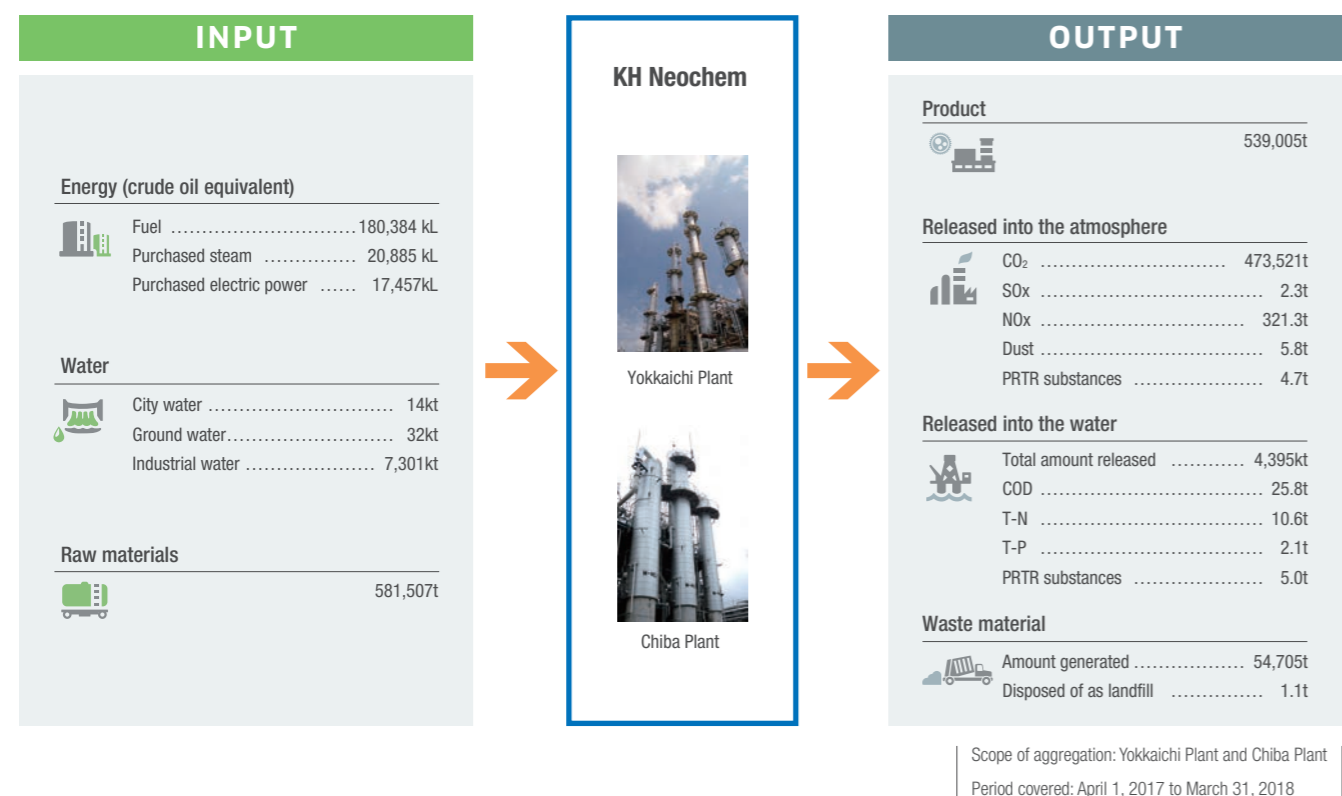 INPUT
Energy (crude oil equivalent)
Fuel ..............................180,384 kL
Purchased steam ............... 20,885 kL
Purchased electric power ...... 17,457kL
Water
City water .............................. 14kt
Ground water........................... 32kt
Industrial water ..................... 7,301kt
Raw materials
581,507t
KH Neochem
Yokkaichi Plant
Chiba Plant
OUTPUT
Product
539,005t
Released into the atmosphere
CO₂ .............................. 473,521t
SOx .................................... 2.3t
NOx ................................. 321.3t
Dust .................................... 5.8t
PRTR substances ..................... 4.7t
Released into the water
Total amount released ............ 4,395kt
COD .................................... 25.8t
T-N .................................... 10.6t
T-P .................................... 2.1t
PRTR substances ..................... 5.0t
Waste material
Amount generated .................. 54,705t
Disposed of as landfill ............... 1.1t
Scope of aggregation: Yokkaichi Plant and Chiba Plant
Period covered: April 1, 2017 to March 31, 2018